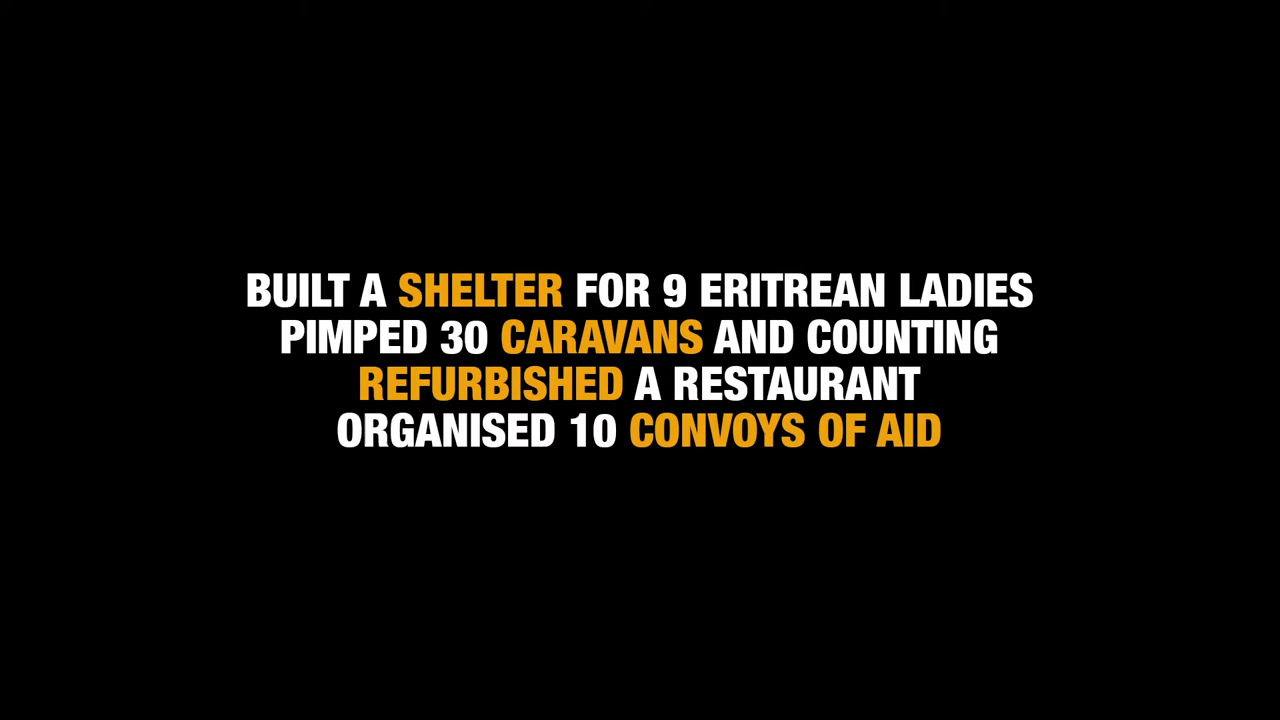 BUILT A SHELTER FOR 9 ERITREAN LADIES
PIMPED 30 CARAVANS AND COUNTING
REFURBISHED A RESTAURANT
ORGANISED 10 CONVOYS OF AID